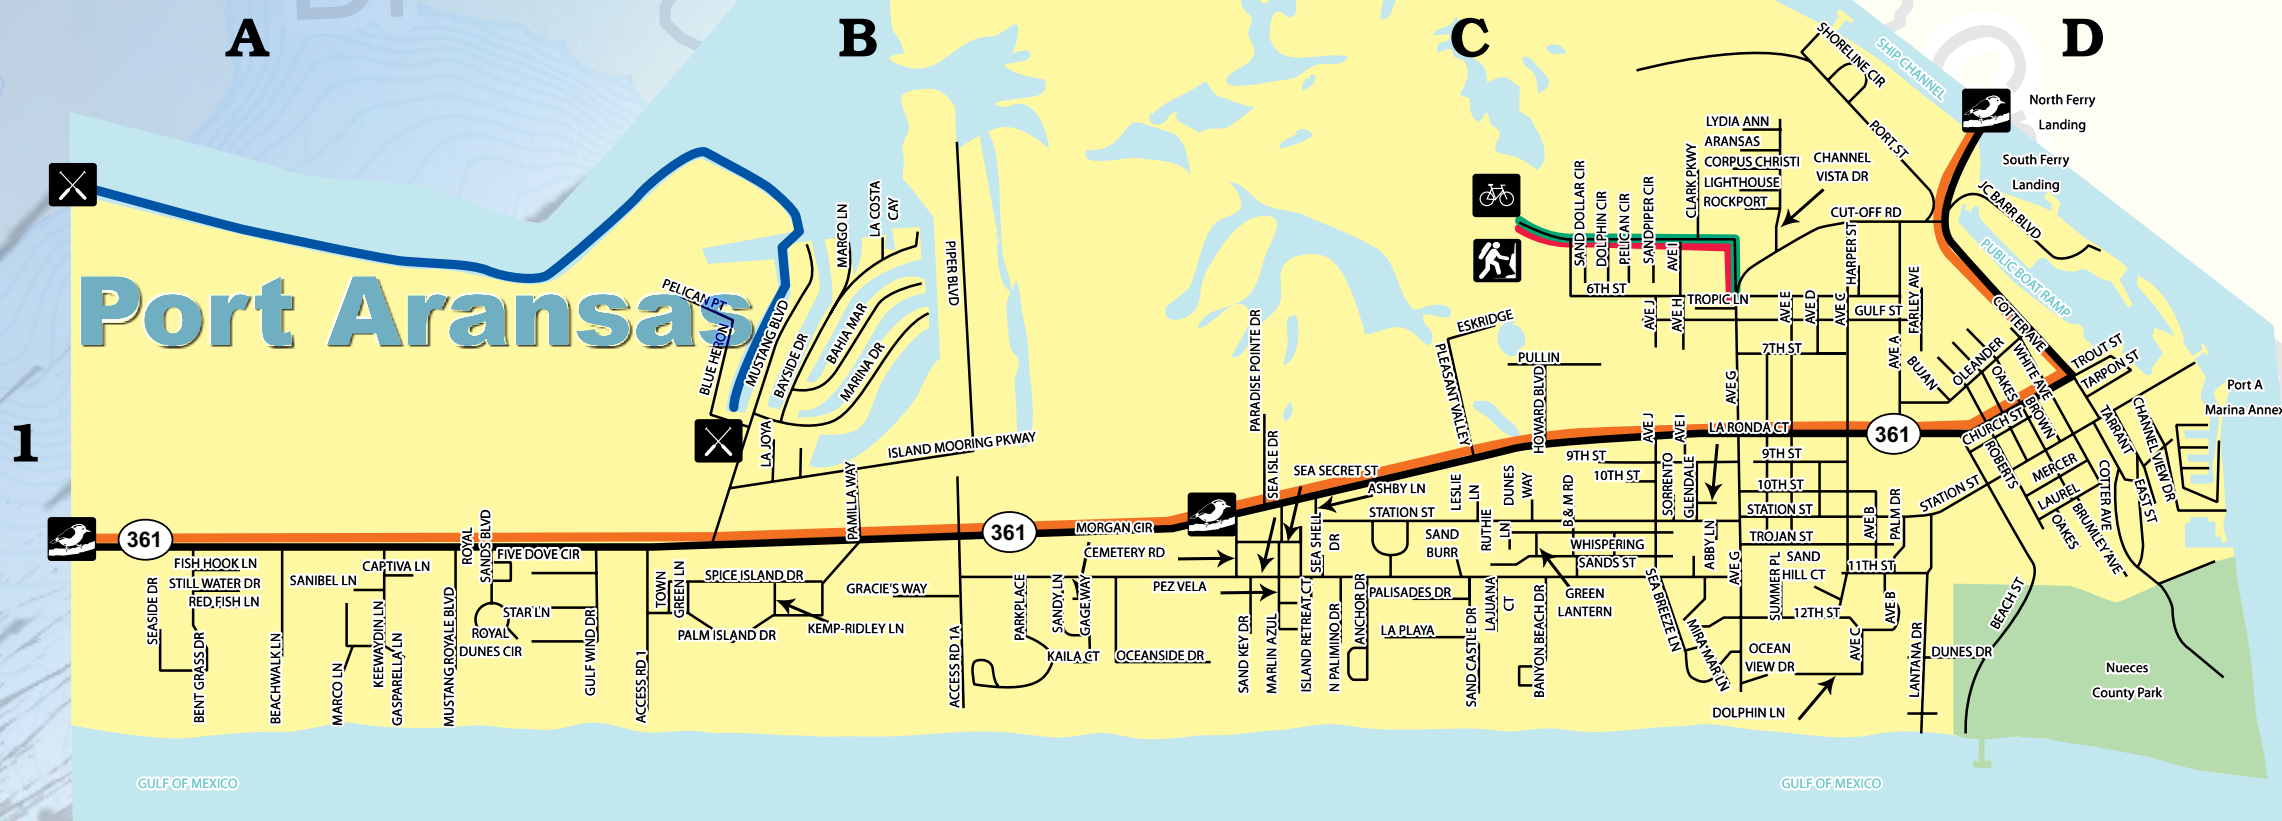 A
B
C
D
1
Port Aransas
SHIP CHANNEL
SHORELINE CIR
PORT ST
North Ferry
Landing
South Ferry
Landing
JC BARR BLVD
PUBLIC BOAT RAMP
LYDIA ANN
ARANSAS
CORPUS CHRISTI
LIGHTHOUSE
ROCKPORT
CHANNEL
VISTA DR
CUT-OFF RD
CLARK PKWY
SAND DOLLAR CIR
DOLPHIN CIR
PELICAN CIR
SANDPIPER CIR
AVE I
6TH ST
TROPIC LN
AVE J
AVE H
AVE E
AVE D
AVE C
HARPER ST
GULF ST
FARLEY AVE
AVE A
7TH ST
AVE G
BUJAN
OLEANDER
OAKES
WHITE AVE
COTTER AVE
TROUT ST
TARPON ST
BROWN
CHURCH ST
ROBERTS
TARRANT
CHANNEL VIEW DR
Port A
Marina Annex
MERCER
LAUREL
OAKES
COTTER AVE
EAST ST
BRUMLEY AVE
STATION ST
PELICAN PT
BLUE HERON
MUSTANG BLVD
BAYSIDE DR
BAHIA MAR
MARINA DR
MARGO LN
LA COSTA
CAY
PIPER BLVD
LA JOYA
ISLAND MOORING PKWY
PAMILLA WAY
PARADISE POINTE DR
SEA ISLE DR
SEA SECRET ST
ASHBY LN
ESKRIDGE
PLEASANT VALLEY
PULLIN
HOWARD BLVD
AVE J
AVE I
LA RONDA CT
361
9TH ST
10TH ST
9TH ST
10TH ST
STATION ST
TROJAN ST
SORRENTO
GLENDALE
LESLIE
LN
DUNES
WAY
B & M RD
RUTHIE
LN
STATION ST
SAND
BURR
WHISPERING
SANDS ST
ABBY LN
AVE B
PALM DR
361
361
MORGAN CIR
CEMETERY RD
SEA SHELL
DR
ROYAL
SANDS BLVD
FIVE DOVE CIR
FISH HOOK LN
STILL WATER DR
RED FISH LN
SEASIDE DR
BENT GRASS DR
BEACHWALK LN
SANIBEL LN
CAPTIVA LN
MARCO LN
KEWAYDIN LN
GASPARELLA LN
MUSTANG ROYALE BLVD
STAR LN
ROYAL
DUNES CIR
GULF WIND DR
ACCESS RD 1
TOWN
GREEN LN
SPICE ISLAND DR
PALM ISLAND DR
KEMP-RIDLEY LN
GRACIE'S WAY
ACCESS RD 1A
PARKPLACE
SANDY LN
GAGE WAY
KAILA CT
OCEANSIDE DR
PEZ VELA
SAND KEY DR
MARLIN AZUL
ISLAND RETREAT CT
N PALIMINO DR
ANCHOR DR
PALISADES DR
LA PLAYA
SAND CASTLE DR
LAJUANA
CT
BANYON BEACH DR
GREEN
LANTERN
SEA BREEZE LN
MIRA MAR LN
AVE G
SUMMER PL
SAND
HILL CT
11TH ST
12TH ST
AVE B
AVE C
OCEAN
VIEW DR
DOLPHIN LN
LANTANA DR
DUNES DR
BEACH ST
Nueces
County Park
GULF OF MEXICO
GULF OF MEXICO